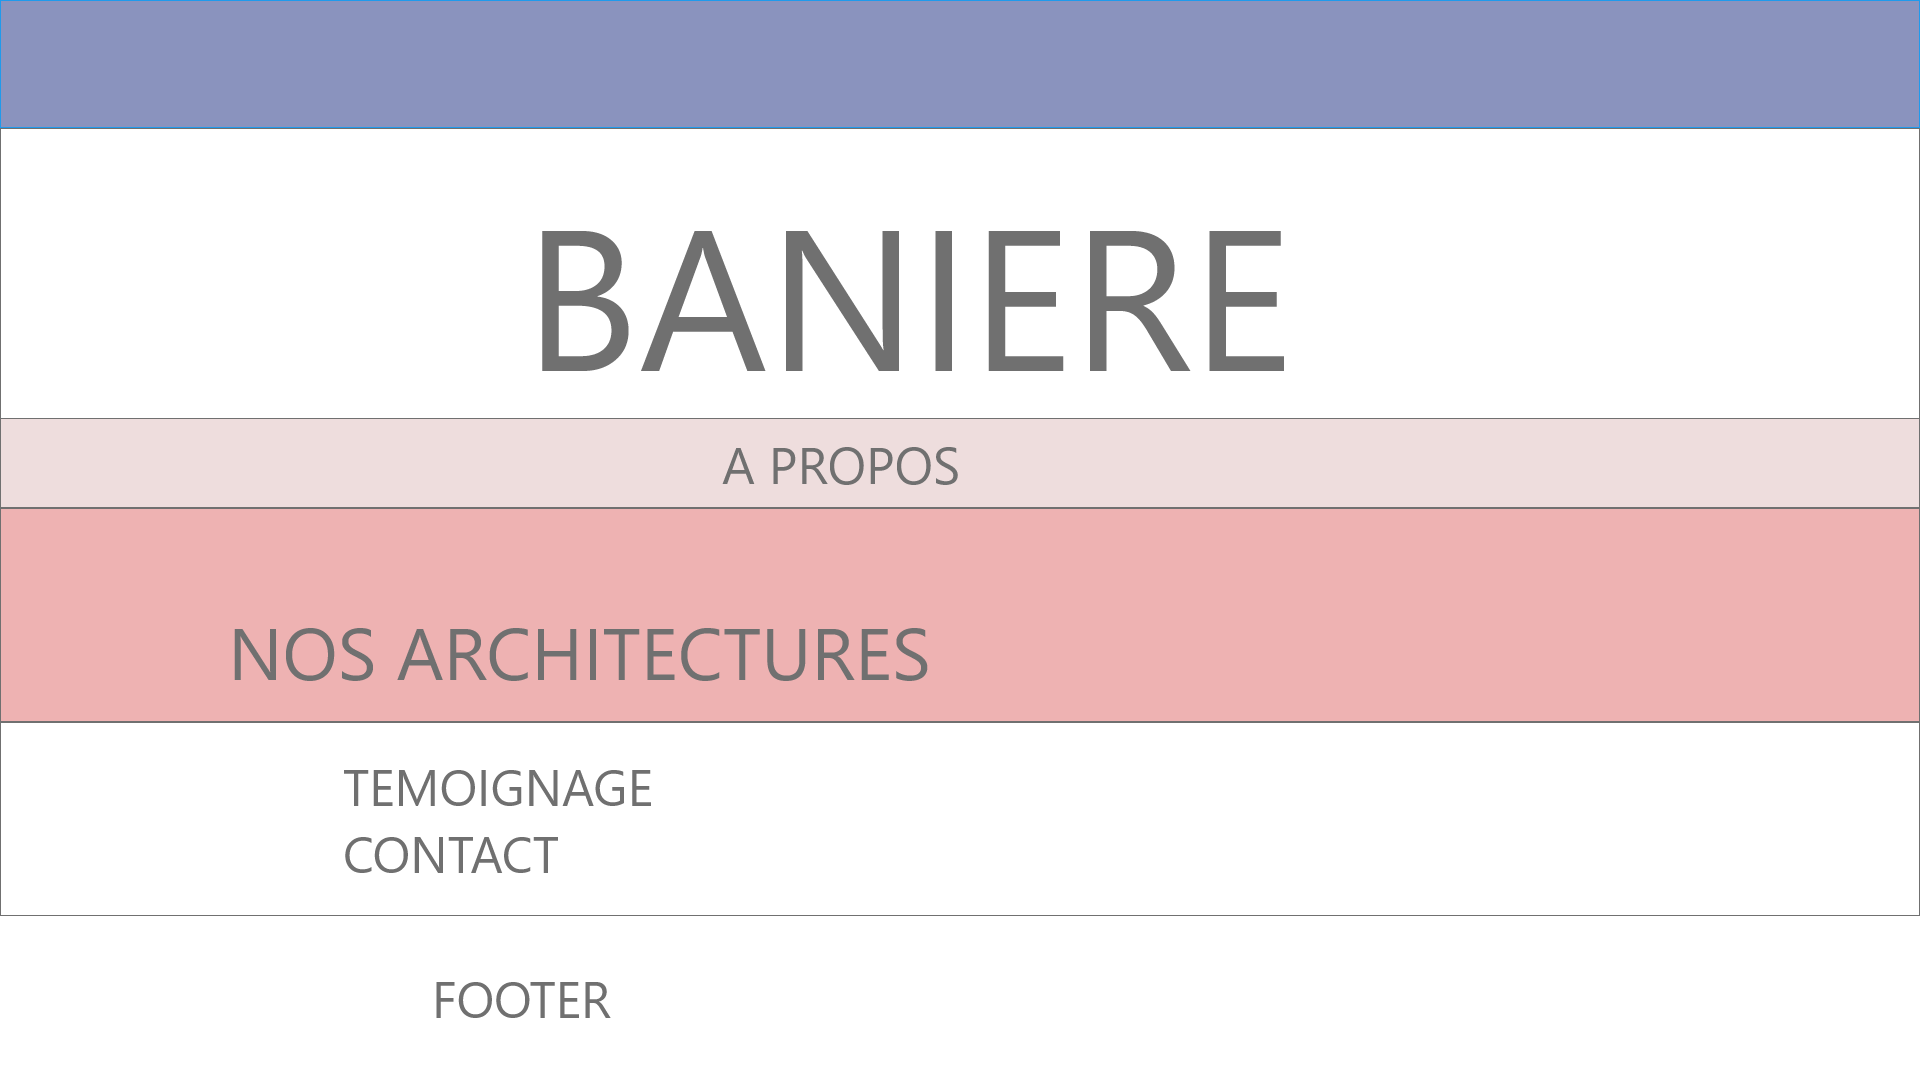 BANIERE
A PROPOS
NOS ARCHITECTURES
TEMOIGNAGE
CONTACT
FOOTER